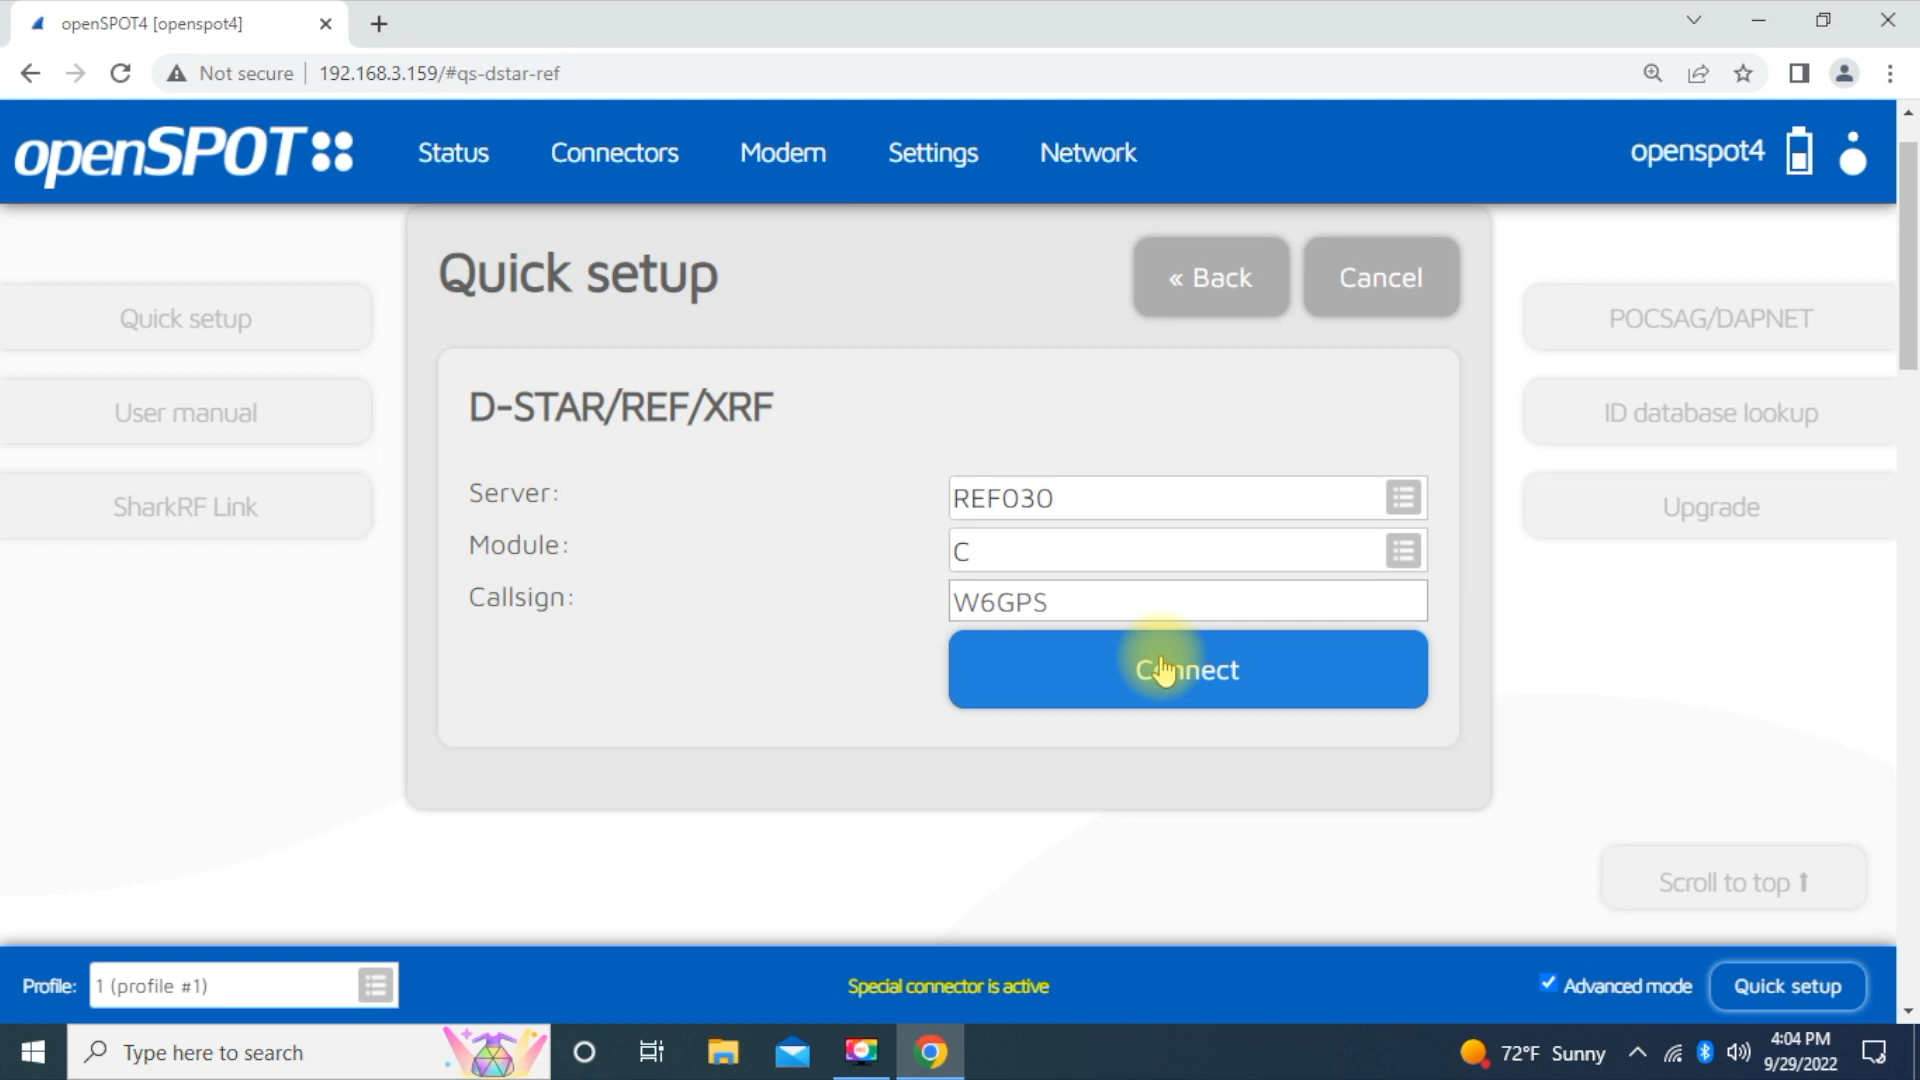 openSPOT4 [openspot4]
Not secure 192.168.3.159/#qs-dstar-ref
openSPOT Status Connectors Modem Settings Network openspot4
Quick setup
« Back
Cancel
Quick setup
User manual
SharkRF Link
D-STAR/REF/XRF
Server: REF030
Module: C
Callsign: W6GPS
Connect
POCSAG/DAPNET
ID database lookup
Upgrade
Scroll to top ⬆
Profile: 1 (profile #1) Special connector is active Advanced mode Quick setup
Type here to search
72°F Sunny
4:04 PM
9/29/2022